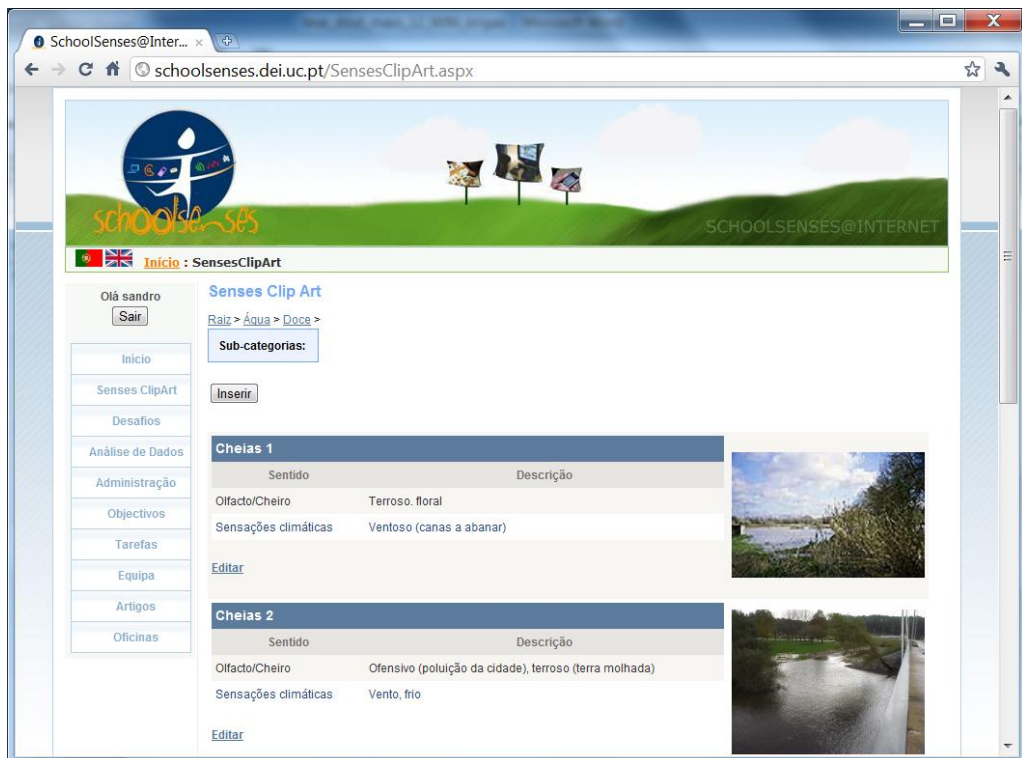 SchoolSenses@Inter...
schoolsenses.dei.uc.pt/SensesClipArt.aspx
schoolsenses
SCHOOLSENSES@INTERNET
Início : SensesClipArt
Olá sandro
Sair
Inicio
Senses ClipArt
Desafios
Análise de Dados
Administração
Objectivos
Tarefas
Equipa
Artigos
Oficinas
Senses Clip Art
Raiz > Água > Doce >
Sub-categorias:
Inserir
Cheias 1
Sentido Descrição
Olfacto/Cheiro Terroso. floral
Sensações climáticas Ventoso (canas a abanar)
Editar
Cheias 2
Sentido Descrição
Olfacto/Cheiro Ofensivo (poluição da cidade), terroso (terra molhada)
Sensações climáticas Vento, frio
Editar